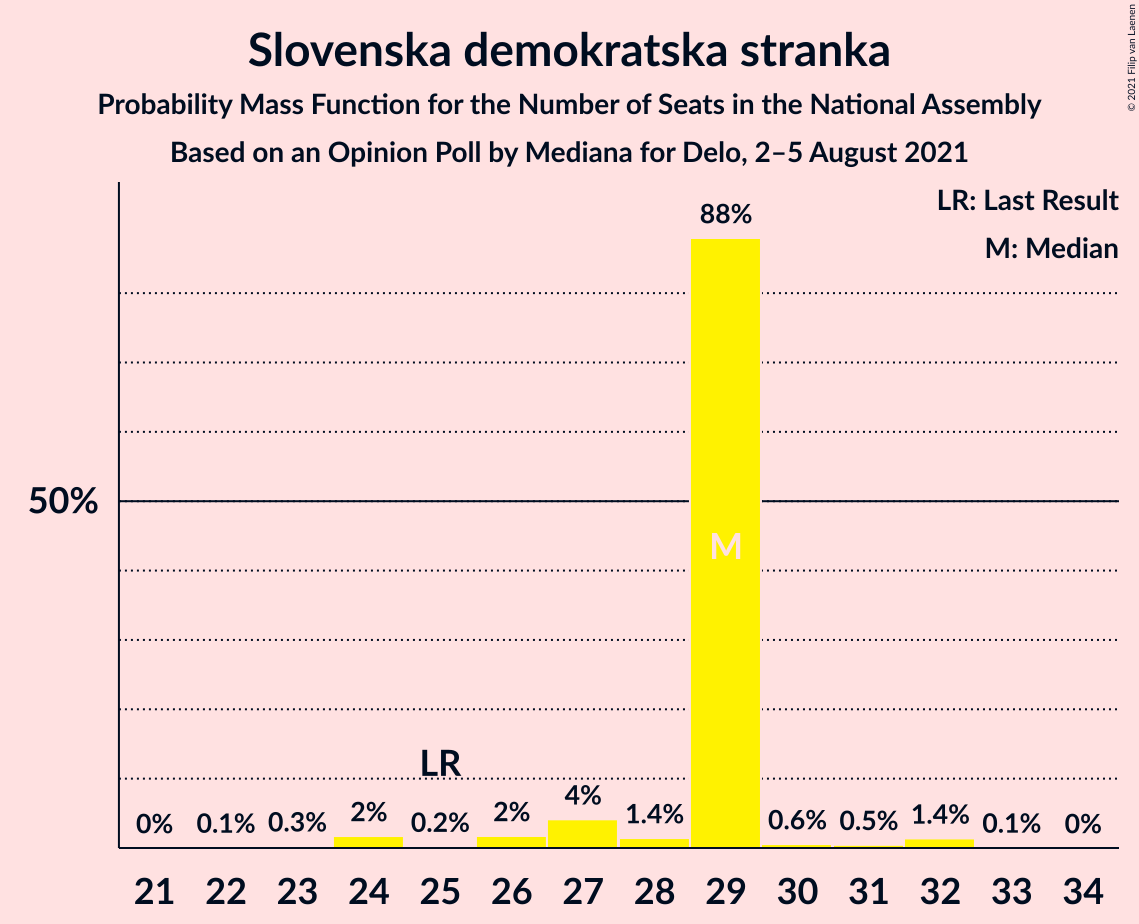 Slovenska demokratska stranka
Probability Mass Function for the Number of Seats in the National Assembly
Based on an Opinion Poll by Mediana for Delo, 2–5 August 2021
© 2021 Filip van Laenen
LR: Last Result
M: Median
88%
50%
M
LR
0% 0.1% 0.3% 2% 0.2% 2% 4% 1.4% 0.6% 0.5% 1.4% 0.1% 0%
21 22 23 24 25 26 27 28 29 30 31 32 33 34